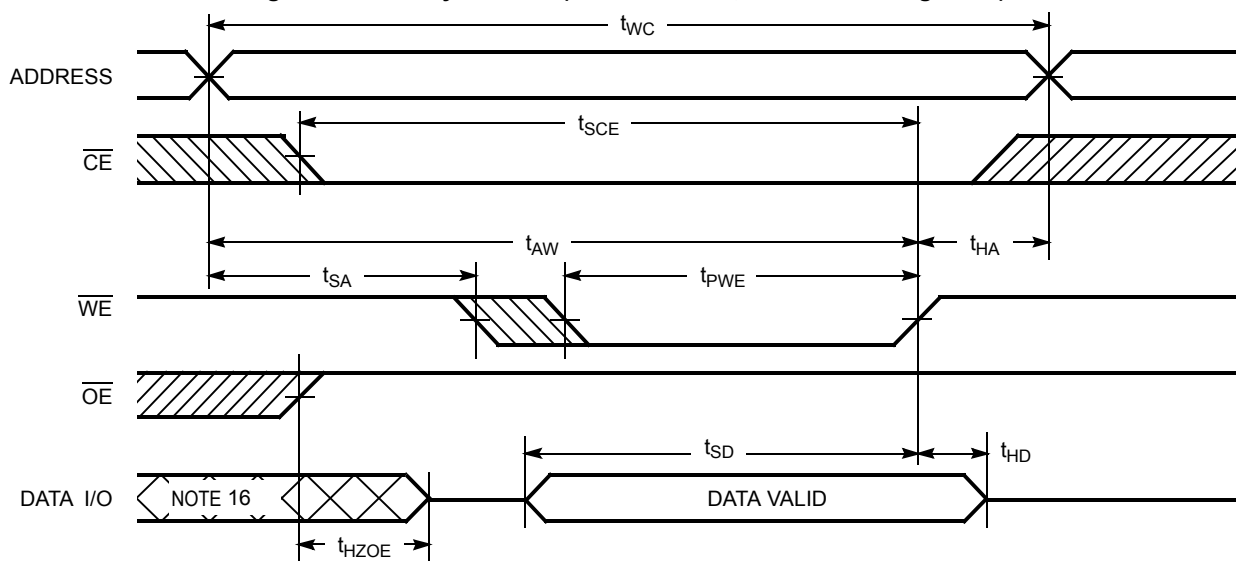 tWC
ADDRESS
tSCE
CE
tAW
tHA
tSA
tPWE
WE
OE
tSD
tHD
DATA I/O
NOTE 16
DATA VALID
tHZOE